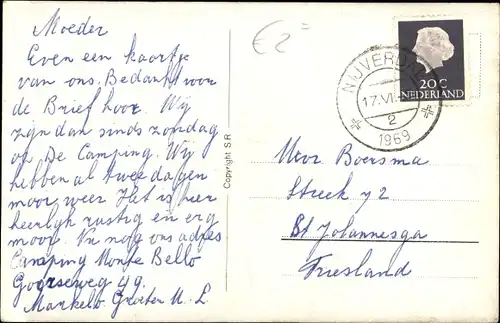 Moeder
Even een kaartje
van ons. Bedankt voor
de Brief hoor. Wij
zijn dan sinds zondag
op De Camping. Wij
hebben al twee dagen
mooi weer Het is hier
heerlijk rustig en erg
mooi. En nog ons adres
Camping Monte Bello
Goorseweg 49.
Markelo. Groeten M. L
Copyright S.R
€ 2=
NIJVERDAL
17.VI.
2
1969
20 C
NEDERLAND
Mevr Boersma
Streek 72
St Johannesga
Friesland